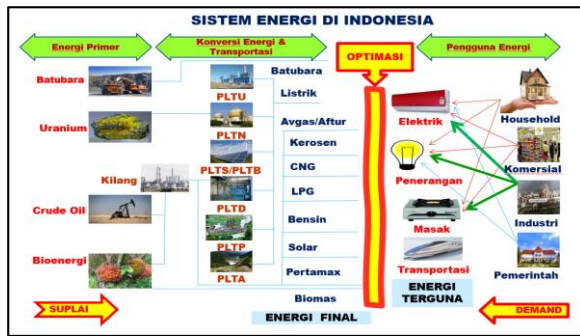 SISTEM ENERGI DI INDONESIA
Energi Primer
Konversi Energi &
Transportasi
OPTIMASI
Pengguna Energi
Batubara
Uranium
Kilang
Crude Oil
Bioenergi
PLTU
PLTN
PLTS/PLTB
PLTD
PLTP
PLTA
Batubara
Listrik
Avgas/Aftur
Kerosen
CNG
LPG
Bensin
Solar
Pertamax
Biomas
Elektrik
Penerangan
Masak
Transportasi
Household
Komersial
Industri
Pemerintah
SUPLAI
ENERGI FINAL
ENERGI
TERGUNA
DEMAND